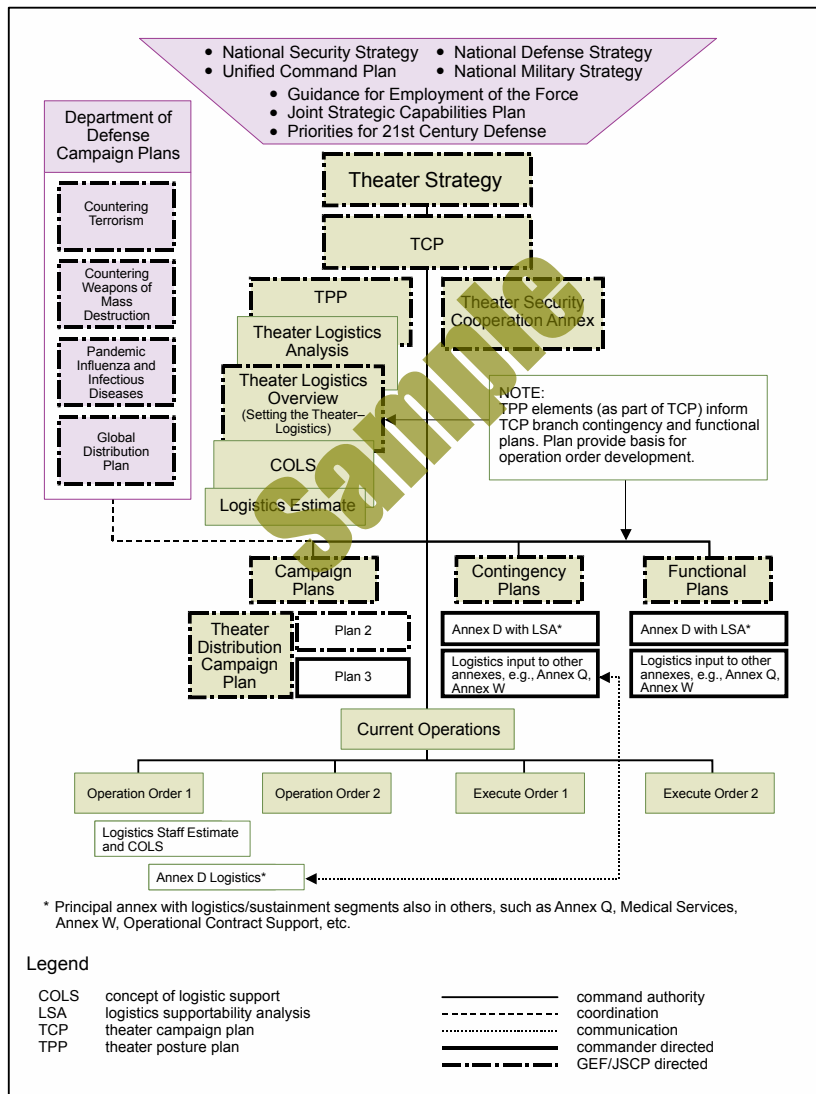 • National Security Strategy • National Defense Strategy
• Unified Command Plan • National Military Strategy
• Guidance for Employment of the Force
• Joint Strategic Capabilities Plan
• Priorities for 21st Century Defense
Department of
Defense
Campaign Plans
Countering
Terrorism
Countering
Weapons of
Mass
Destruction
Pandemic
Influenza and
Infectious
Diseases
Global
Distribution
Plan
Theater Strategy
TCP
TPP
Theater Security
Cooperation Annex
Theater Logistics
Analysis
Theater Logistics
Overview
(Setting the Theater–
Logistics)
COLS
Logistics Estimate
NOTE:
TPP elements (as part of TCP) inform
TCP branch contingency and functional
plans. Plan provide basis for
operation order development.
Sample
Campaign
Plans
Contingency
Plans
Functional
Plans
Theater
Distribution
Campaign
Plan
Plan 2
Plan 3
Annex D with LSA*
Logistics input to other
annexes, e.g., Annex Q,
Annex W
Annex D with LSA*
Logistics input to other
annexes, e.g., Annex Q,
Annex W
Current Operations
Operation Order 1
Operation Order 2
Execute Order 1
Execute Order 2
Logistics Staff Estimate
and COLS
Annex D Logistics*
* Principal annex with logistics/sustainment segments also in others, such as Annex Q, Medical Services,
Annex W, Operational Contract Support, etc.
Legend
COLS concept of logistic support
LSA logistics supportability analysis
TCP theater campaign plan
TPP theater posture plan
command authority
coordination
communication
commander directed
GEF/JSCP directed